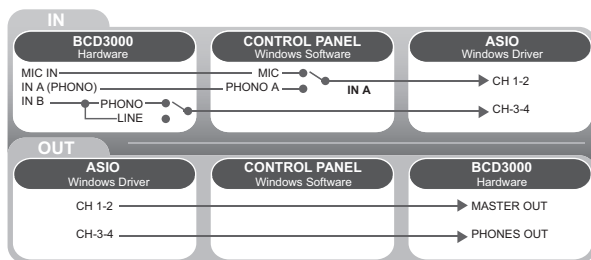 IN
BCD3000
Hardware
CONTROL PANEL
Windows Software
ASIO
Windows Driver
MIC IN MIC
IN A (PHONO) PHONO A IN A CH 1-2
IN B PHONO CH-3-4
LINE
OUT
ASIO
Windows Driver
CONTROL PANEL
Windows Software
BCD3000
Hardware
CH 1-2 MASTER OUT
CH-3-4 PHONES OUT